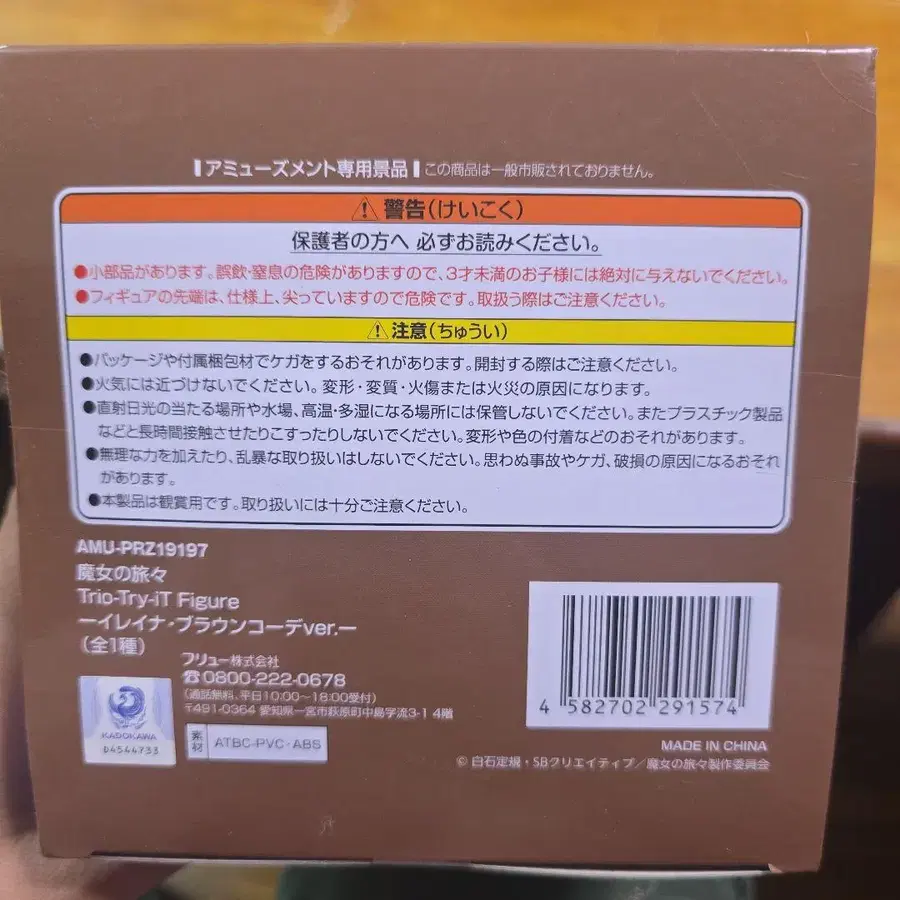 アミューズメント専用景品 この商品は一般市販されておりません。
⚠警告(けいこく)
保護者の方へ 必ずお読みください。
●小部品があります。誤飲・窒息の危険がありますので、3才未満のお子様には絶対に与えないでください。
●フィギュアの先端は、仕様上、尖っていますので危険です。取扱う際はご注意ください。
⚠注意(ちゅうい)
●パッケージや付属梱包材でケガをするおそれがあります。開封する際はご注意ください。
●火気には近づけないでください。変形・変質・火傷または火災の原因になります。
●直射日光の当たる場所や水場、高温・多湿になる場所には保管しないでください。またプラスチック製品
などと長時間接触させたりこすったりしないでください。変形や色の付着などのおそれがあります。
●無理な力を加えたり、乱暴な取り扱いはしないでください。思わぬ事故やケガ、破損の原因になるおそれ
があります。
●本製品は観賞用です。取り扱いには十分ご注意ください。
AMU-PRZ19197
魔女の旅々
Trio-Try-iT Figure
ーイレイナ・ブラウンコーデver.ー
(全1種)
フリュー株式会社
☎0800-222-0678
(通話無料、平日10:00~18:00受付)
〒491-0364 愛知県一宮市萩原町中島字流3-1 4階
KADOKAWA
D4544733
素材 ATBC-PVC・ABS
4 582702 291574
MADE IN CHINA
© 白石定規・SBクリエイティブ/魔女の旅々製作委員会